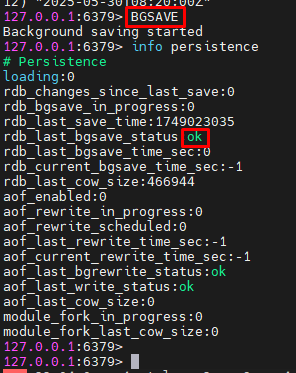 12) "2025-05-30T08:20:00Z"
127.0.0.1:6379> BGSAVE
Background saving started
127.0.0.1:6379> info persistence
# Persistence
loading:0
rdb_changes_since_last_save:0
rdb_bgsave_in_progress:0
rdb_last_save_time:1749023035
rdb_last_bgsave_status:ok
rdb_last_bgsave_time_sec:0
rdb_current_bgsave_time_sec:-1
rdb_last_cow_size:466944
aof_enabled:0
aof_rewrite_in_progress:0
aof_rewrite_scheduled:0
aof_last_rewrite_time_sec:-1
aof_current_rewrite_time_sec:-1
aof_last_bgrewrite_status:ok
aof_last_write_status:ok
aof_last_cow_size:0
module_fork_in_progress:0
module_fork_last_cow_size:0
127.0.0.1:6379>
127.0.0.1:6379>